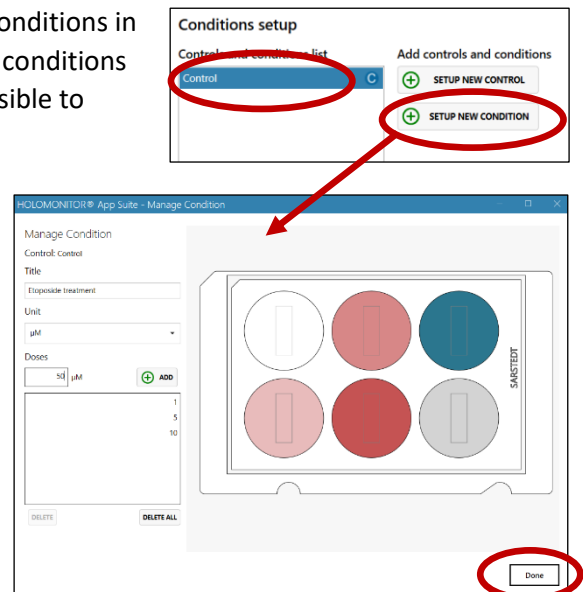 onditions in
conditions
sible to
Conditions setup
Controls and conditions list
Add controls and conditions
Control
C
SETUP NEW CONTROL
SETUP NEW CONDITION
HOLOMONITOR® App Suite - Manage Condition
Manage Condition
Control: Control
Title
Etoposide treatment
Unit
µM
Doses
50 µM
ADD
1
5
10
SARSTEDT
DELETE
DELETE ALL
Done